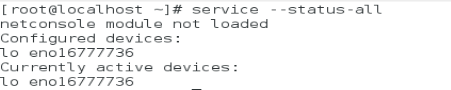 [root@localhost ~]# service --status-all
netconsole module not loaded
Configured devices:
lo eno16777736
Currently active devices:
lo eno16777736